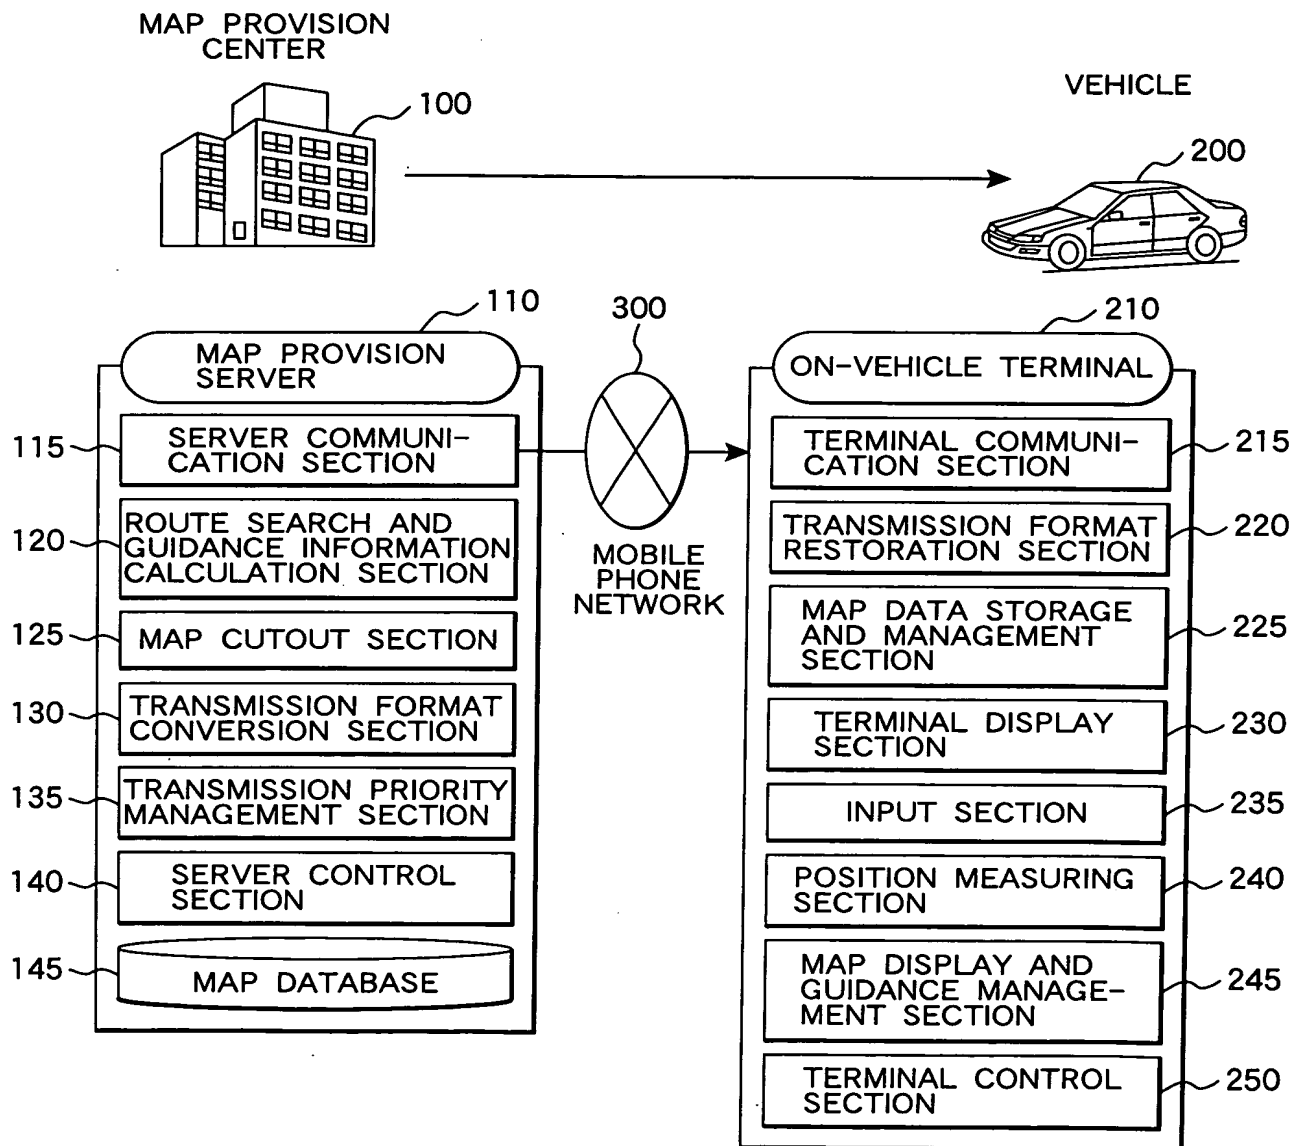 MAP PROVISION
CENTER
100
VEHICLE
200
110
MAP PROVISION
SERVER
115
SERVER COMMUNI-
CATION SECTION
120
ROUTE SEARCH AND
GUIDANCE INFORMATION
CALCULATION SECTION
125
MAP CUTOUT SECTION
130
TRANSMISSION FORMAT
CONVERSION SECTION
135
TRANSMISSION PRIORITY
MANAGEMENT SECTION
140
SERVER CONTROL
SECTION
145
MAP DATABASE
300
MOBILE
PHONE
NETWORK
210
ON-VEHICLE TERMINAL
TERMINAL COMMUNI-
CATION SECTION
215
TRANSMISSION FORMAT
RESTORATION SECTION
220
MAP DATA STORAGE
AND MANAGEMENT
SECTION
225
TERMINAL DISPLAY
SECTION
230
INPUT SECTION
235
POSITION MEASURING
SECTION
240
MAP DISPLAY AND
GUIDANCE MANAGE-
MENT SECTION
245
TERMINAL CONTROL
SECTION
250